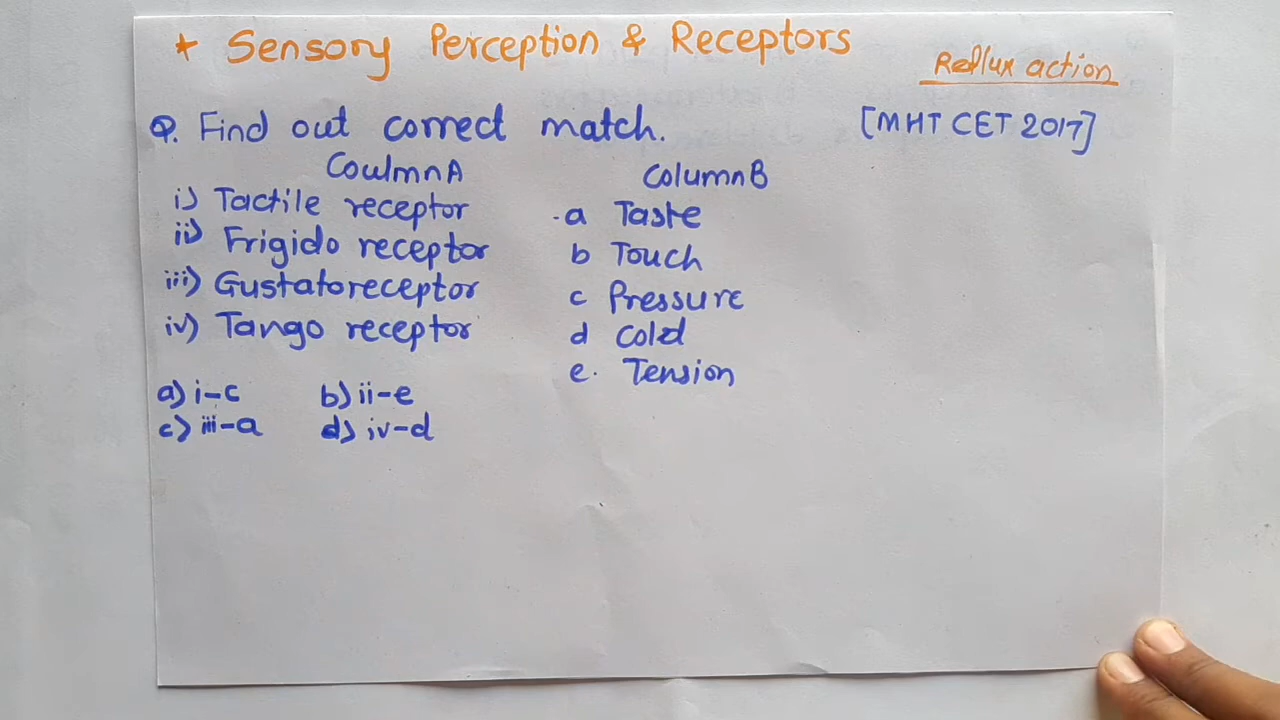 * Sensory Perception & Receptors
Reflux action
Q. Find out correct match. [MHT CET 2017]
CoulmnA ColumnB
i) Tactile receptor a Taste
ii) Frigido receptor b Touch
iii) Gustatoreceptor c Pressure
iv) Tango receptor d Cold
e. Tension
a) i-c b) ii-e
c) iii-a d) iv-d